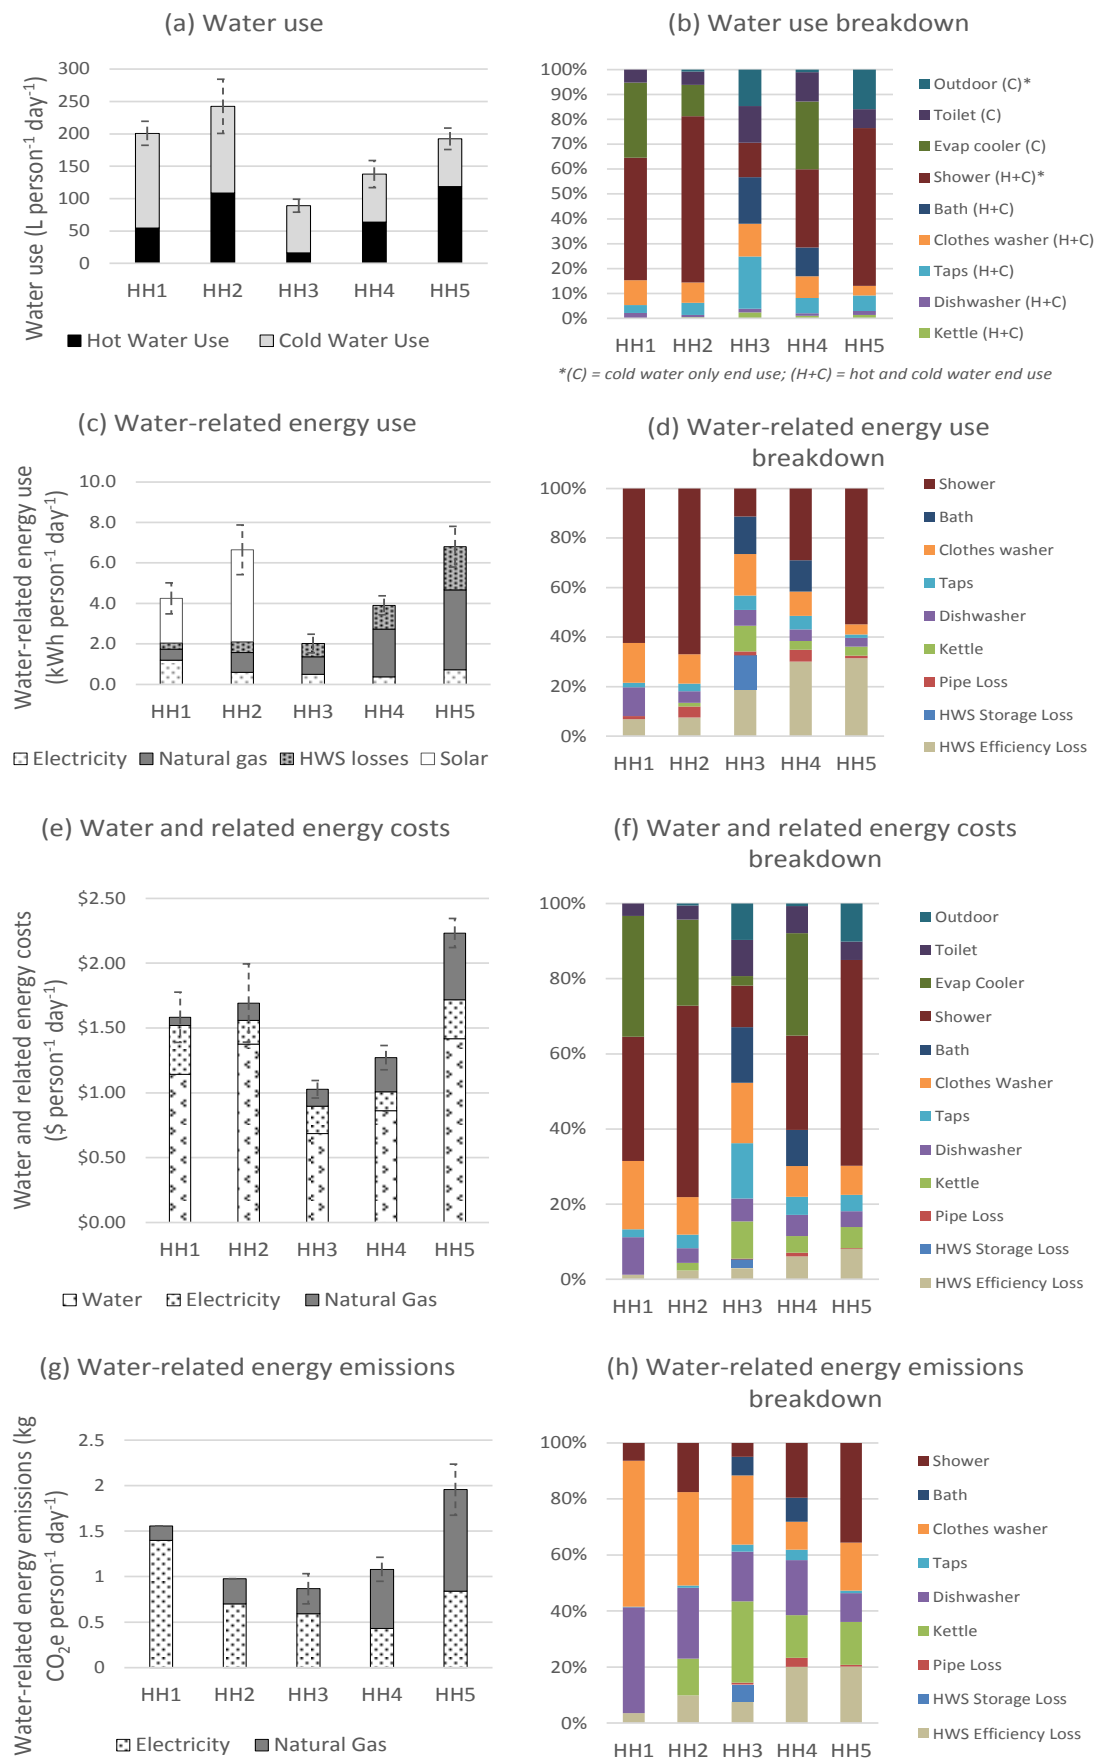 (a) Water use
Water use (L person⁻¹ day⁻¹)
300
250
200
150
100
50
0
HH1 HH2 HH3 HH4 HH5
Hot Water Use Cold Water Use
(b) Water use breakdown
100%
90%
80%
70%
60%
50%
40%
30%
20%
10%
0%
HH1 HH2 HH3 HH4 HH5
Outdoor (C)*
Toilet (C)
Evap cooler (C)
Shower (H+C)*
Bath (H+C)
Clothes washer (H+C)
Taps (H+C)
Dishwasher (H+C)
Kettle (H+C)
*(C) = cold water only end use; (H+C) = hot and cold water end use
(c) Water-related energy use
Water-related energy use
(kWh person⁻¹ day⁻¹)
10.0
8.0
6.0
4.0
2.0
0.0
HH1 HH2 HH3 HH4 HH5
Electricity Natural gas HWS losses Solar
(d) Water-related energy use
breakdown
100%
80%
60%
40%
20%
0%
HH1 HH2 HH3 HH4 HH5
Shower
Bath
Clothes washer
Taps
Dishwasher
Kettle
Pipe Loss
HWS Storage Loss
HWS Efficiency Loss
(e) Water and related energy costs
Water and related energy costs
($ person⁻¹ day⁻¹)
$2.50
$2.00
$1.50
$1.00
$0.50
$0.00
HH1 HH2 HH3 HH4 HH5
Water Electricity Natural Gas
(f) Water and related energy costs
breakdown
100%
80%
60%
40%
20%
0%
HH1 HH2 HH3 HH4 HH5
Outdoor
Toilet
Evap Cooler
Shower
Bath
Clothes Washer
Taps
Dishwasher
Kettle
Pipe Loss
HWS Storage Loss
HWS Efficiency Loss
(g) Water-related energy emissions
Water-related energy emissions (kg
CO₂e person⁻¹ day⁻¹)
2.5
2
1.5
1
0.5
0
HH1 HH2 HH3 HH4 HH5
Electricity Natural Gas
(h) Water-related energy emissions
breakdown
100%
80%
60%
40%
20%
0%
HH1 HH2 HH3 HH4 HH5
Shower
Bath
Clothes washer
Taps
Dishwasher
Kettle
Pipe Loss
HWS Storage Loss
HWS Efficiency Loss